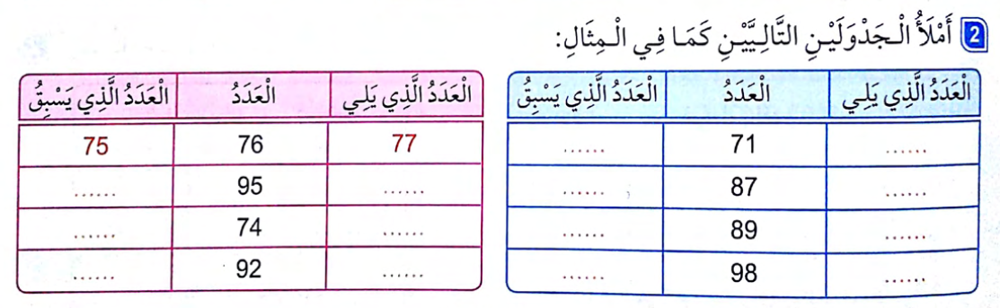 2 أَمْلَأُ الْجَدْوَلَيْنِ التَّالِيَّيْنِ كَمَا فِي الْمِثَالِ:
الْعَدَدُ الَّذِي يَلِي الْعَدَدُ الْعَدَدُ الَّذِي يَسْبِقُ
...... 71 ......
...... 87 ......
...... 89 ......
...... 98 ......
الْعَدَدُ الَّذِي يَلِي الْعَدَدُ الْعَدَدُ الَّذِي يَسْبِقُ
77 76 75
...... 95 ......
...... 74 ......
...... 92 ......